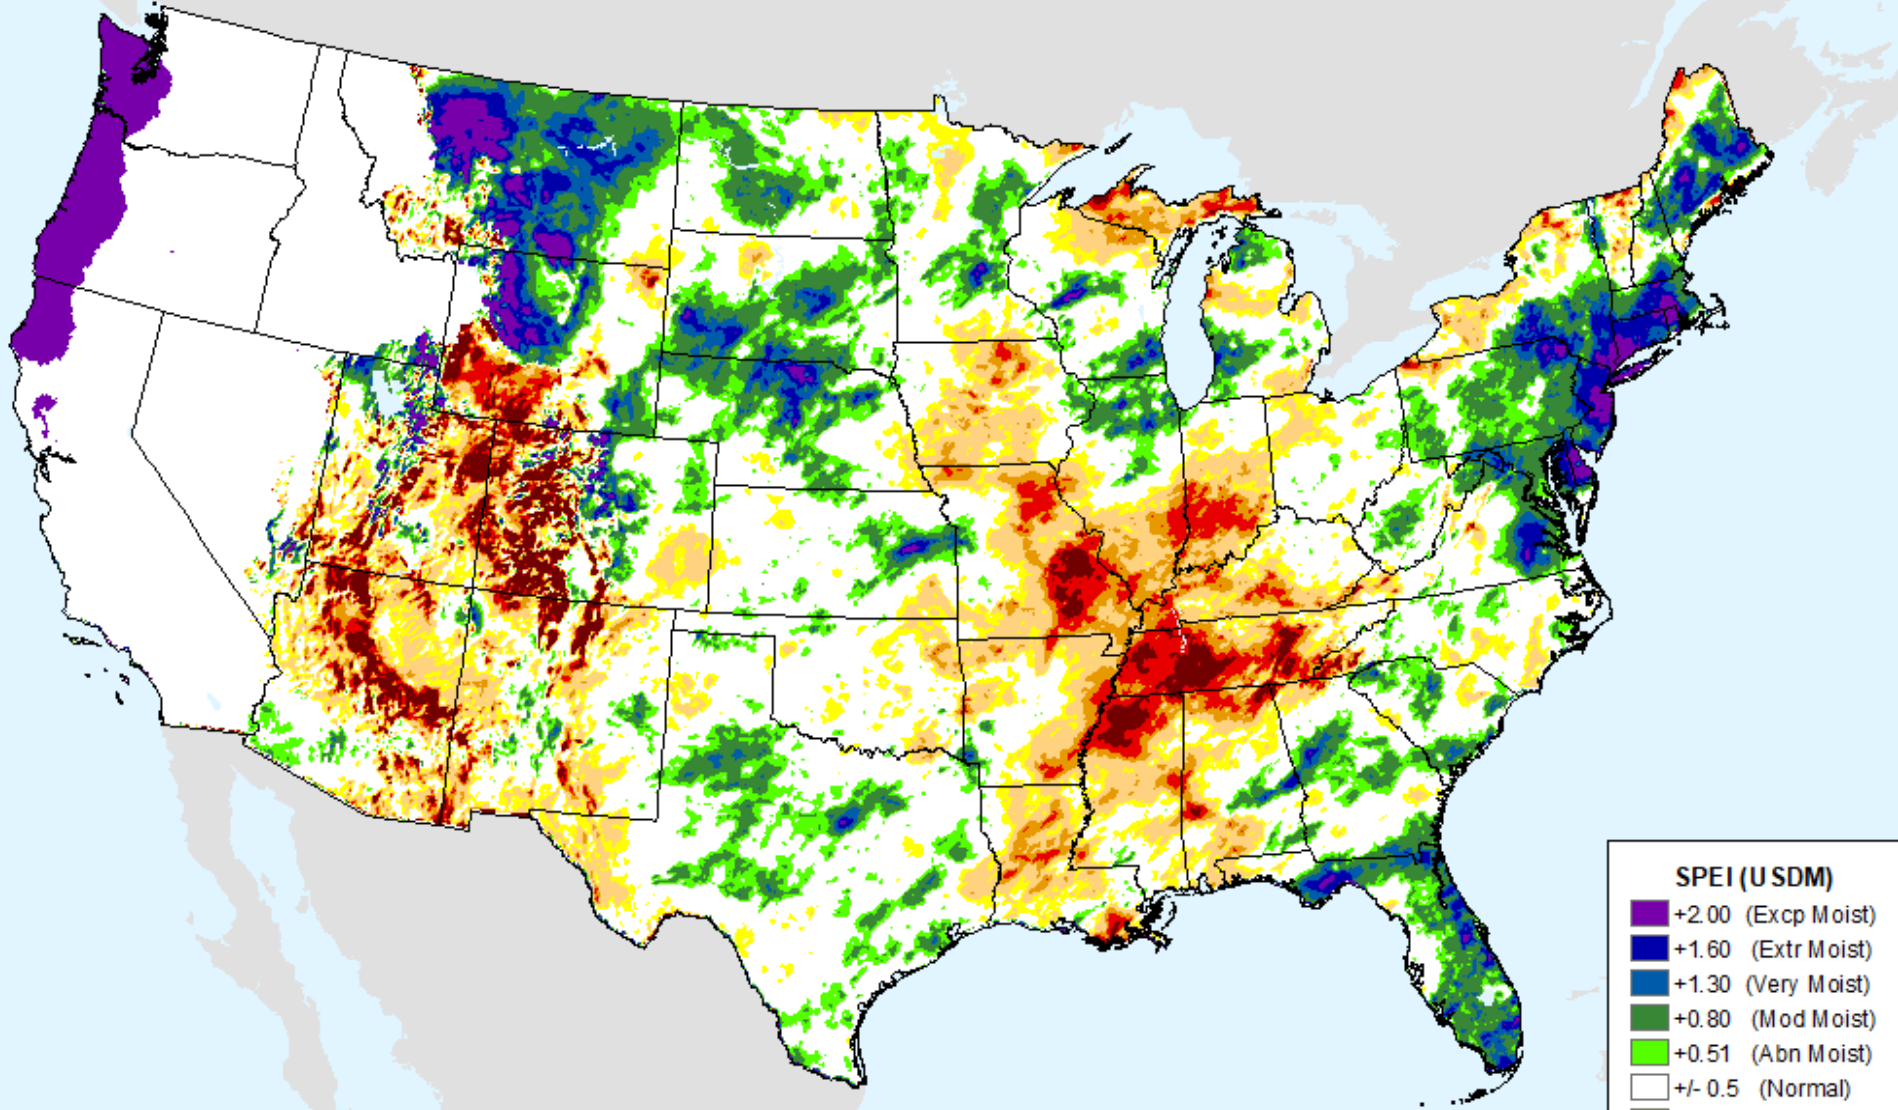 SPEI (USDM)
+2.00 (Excp Moist)
+1.60 (Extr Moist)
+1.30 (Very Moist)
+0.80 (Mod Moist)
+0.51 (Abn Moist)
+/- 0.5 (Normal)